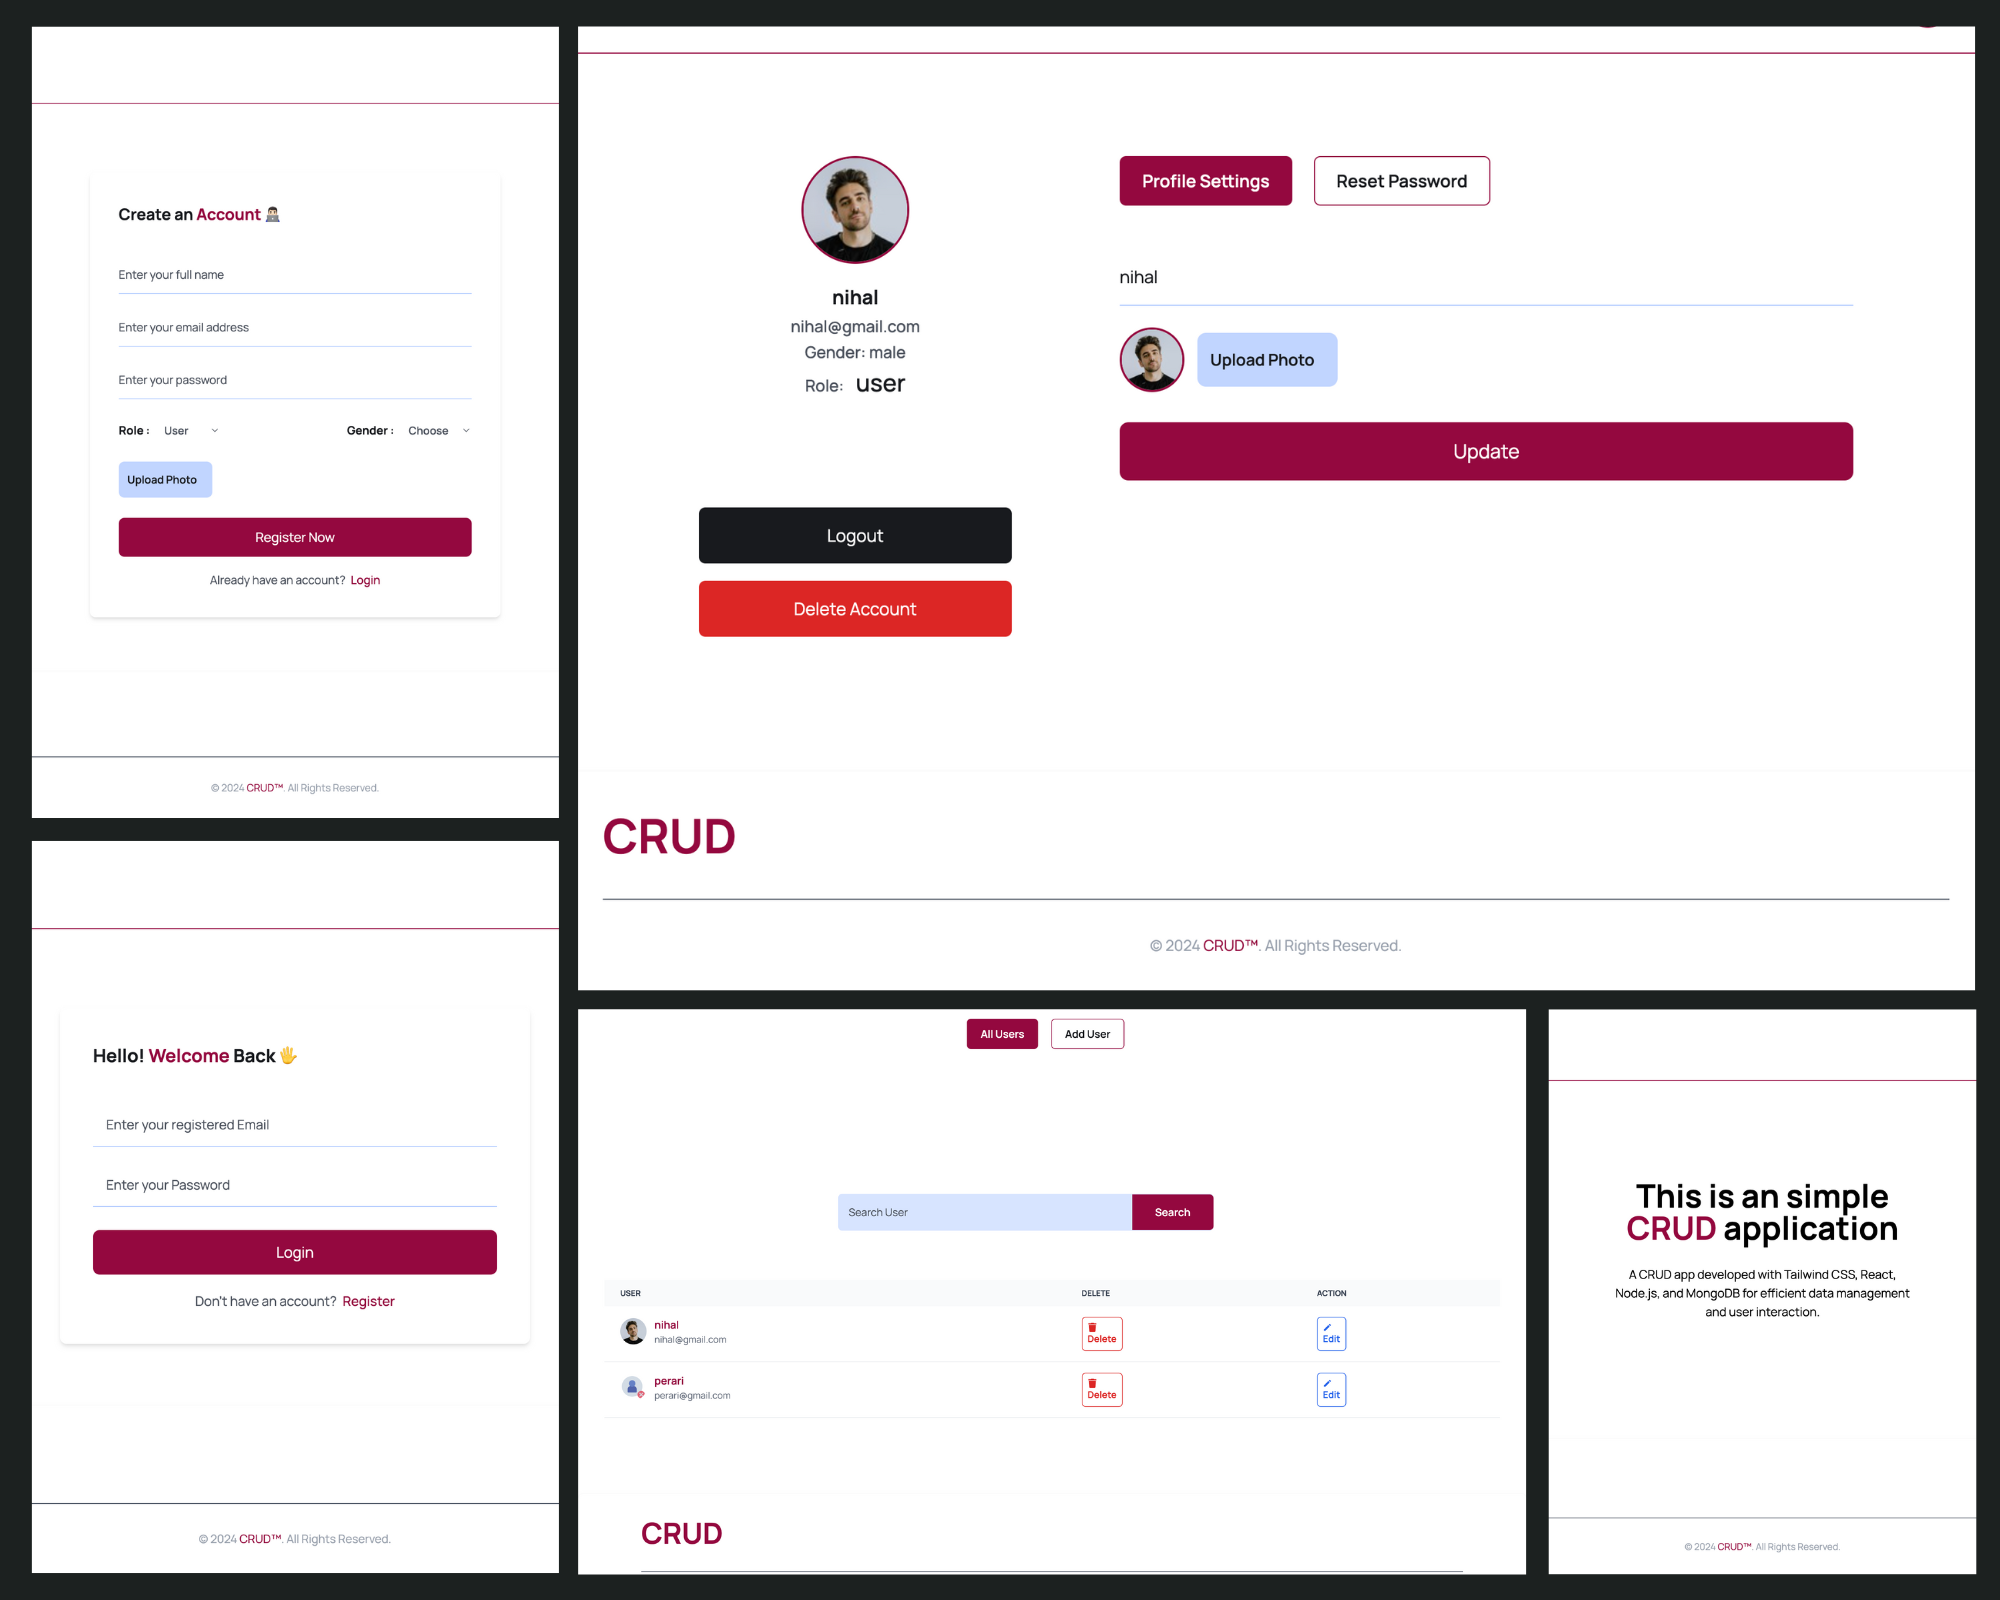 Create an Account
Enter your full name
Enter your email address
Enter your password
Role : User Gender : Choose
Upload Photo
Register Now
Already have an account? Login
© 2024 CRUD™. All Rights Reserved.
Hello! Welcome Back
Enter your registered Email
Enter your Password
Login
Don't have an account? Register
© 2024 CRUD™. All Rights Reserved.
nihal
nihal@gmail.com
Gender: male
Role: user
Logout
Delete Account
Profile Settings Reset Password
nihal
Upload Photo
Update
CRUD
© 2024 CRUD™. All Rights Reserved.
All Users Add User
Search User Search
USER DELETE ACTION
nihal
nihal@gmail.com
Delete Edit
perari
perari@gmail.com
Delete Edit
CRUD
This is an simple
CRUD application
A CRUD app developed with Tailwind CSS, React,
Node.js, and MongoDB for efficient data management
and user interaction.
© 2024 CRUD™. All Rights Reserved.